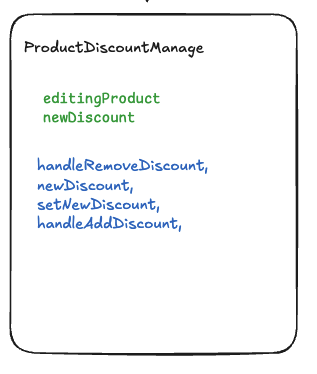 ProductDiscountManage
editingProduct
newDiscount
handleRemoveDiscount,
newDiscount,
setNewDiscount,
handleAddDiscount,